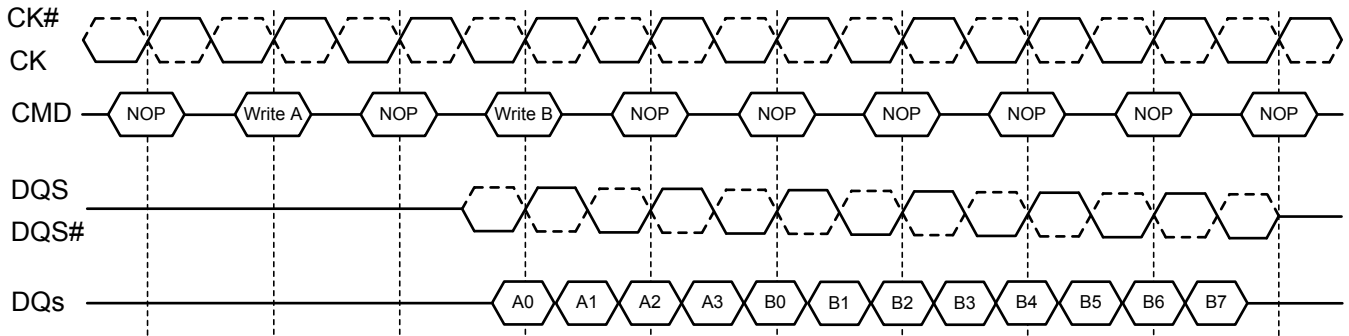 CK#
CK
CMD NOP Write A NOP Write B NOP NOP NOP NOP NOP NOP
DQS
DQS#
DQs A0 A1 A2 A3 B0 B1 B2 B3 B4 B5 B6 B7